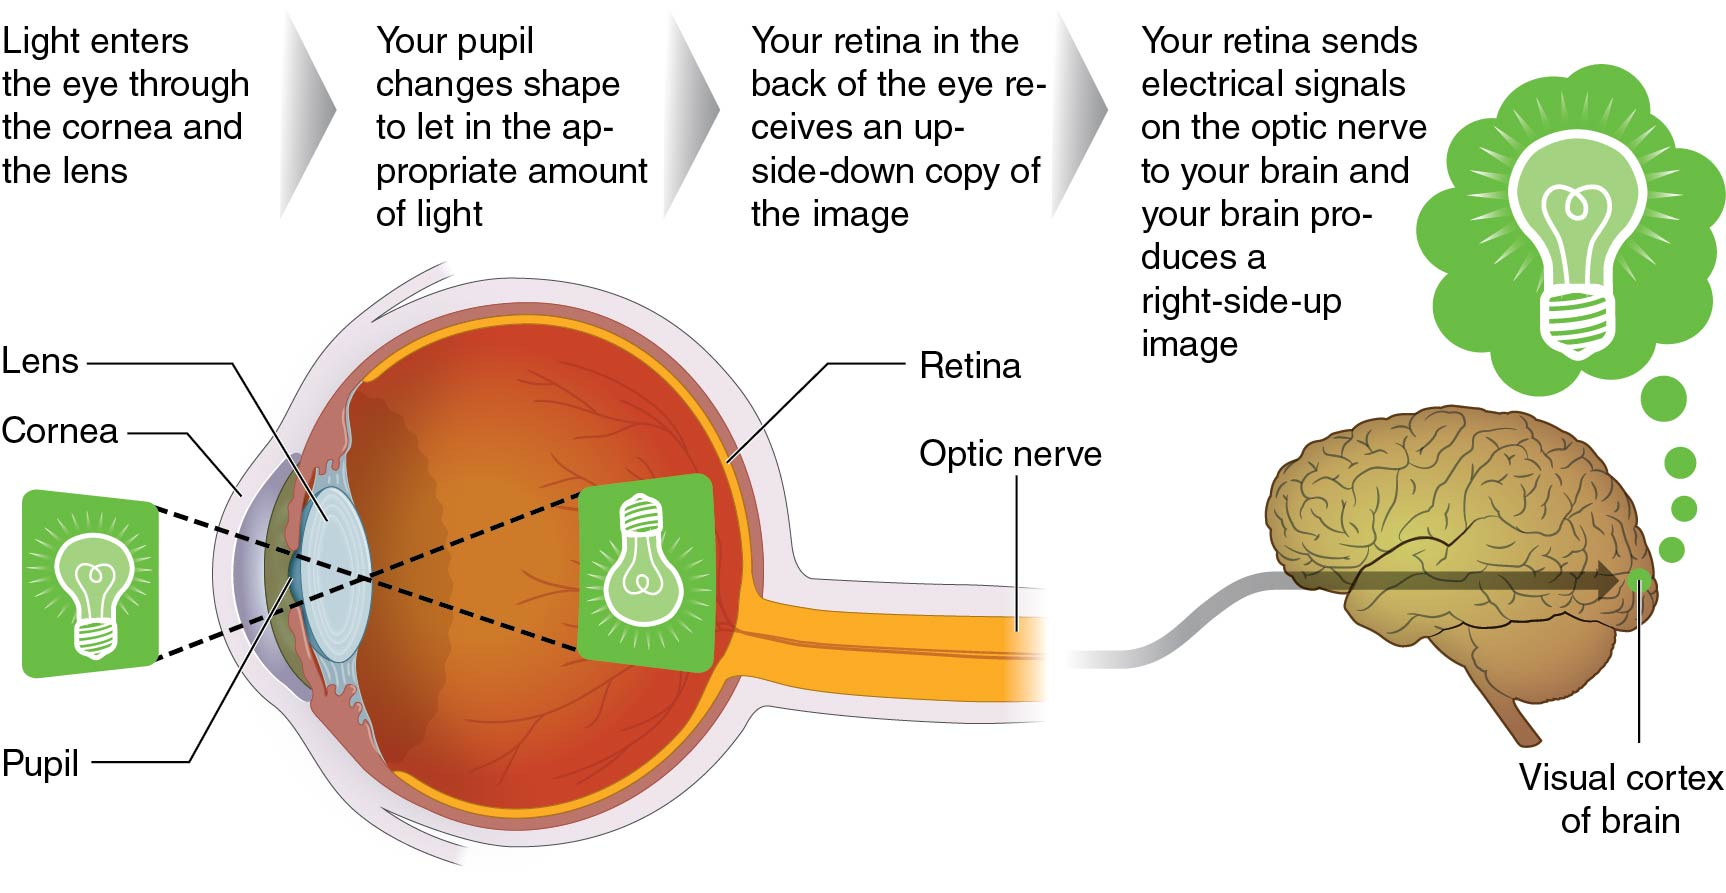 Light enters
the eye through
the cornea and
the lens
Your pupil
changes shape
to let in the ap-
propriate amount
of light
Your retina in the
back of the eye re-
ceives an up-
side-down copy of
the image
Your retina sends
electrical signals
on the optic nerve
to your brain and
your brain pro-
duces a
right-side-up
image
Lens
Cornea
Pupil
Retina
Optic nerve
Visual cortex
of brain